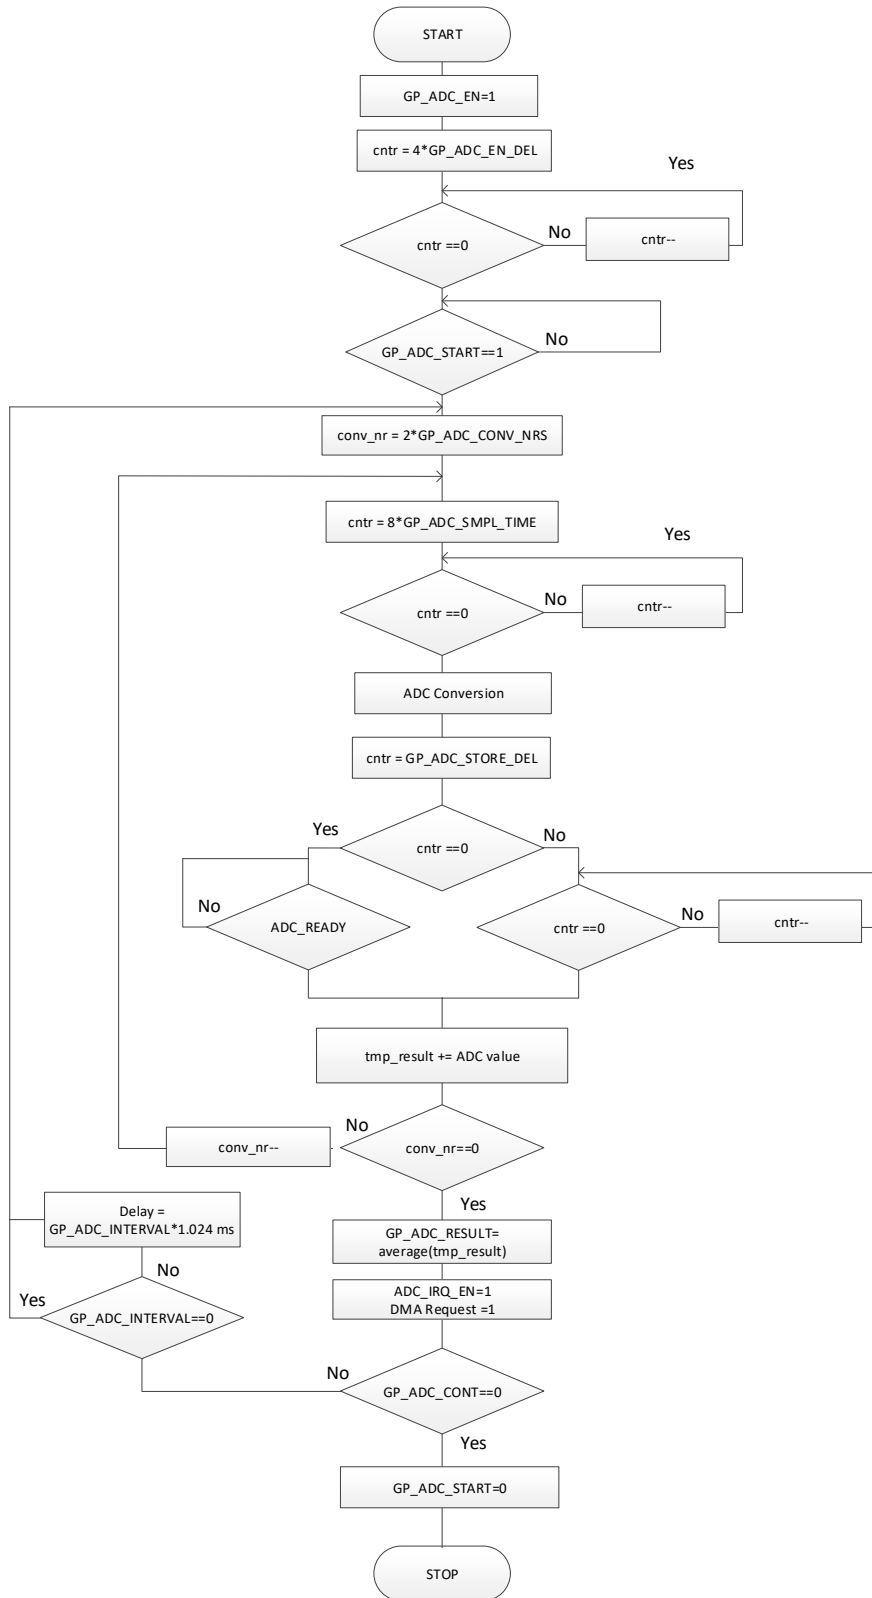 START
GP_ADC_EN=1
cntr = 4*GP_ADC_EN_DEL
Yes
cntr ==0
No
cntr--
GP_ADC_START==1
No
conv_nr = 2*GP_ADC_CONV_NRS
cntr = 8*GP_ADC_SMPL_TIME
Yes
cntr ==0
No
cntr--
ADC Conversion
cntr = GP_ADC_STORE_DEL
Yes
cntr ==0
No
No
ADC_READY
cntr ==0
No
cntr--
tmp_result += ADC value
conv_nr--
No
conv_nr==0
Yes
Delay =
GP_ADC_INTERVAL*1.024 ms
GP_ADC_RESULT=
average(tmp_result)
No
Yes
GP_ADC_INTERVAL==0
ADC_IRQ_EN=1
DMA Request =1
No
GP_ADC_CONT==0
Yes
GP_ADC_START=0
STOP